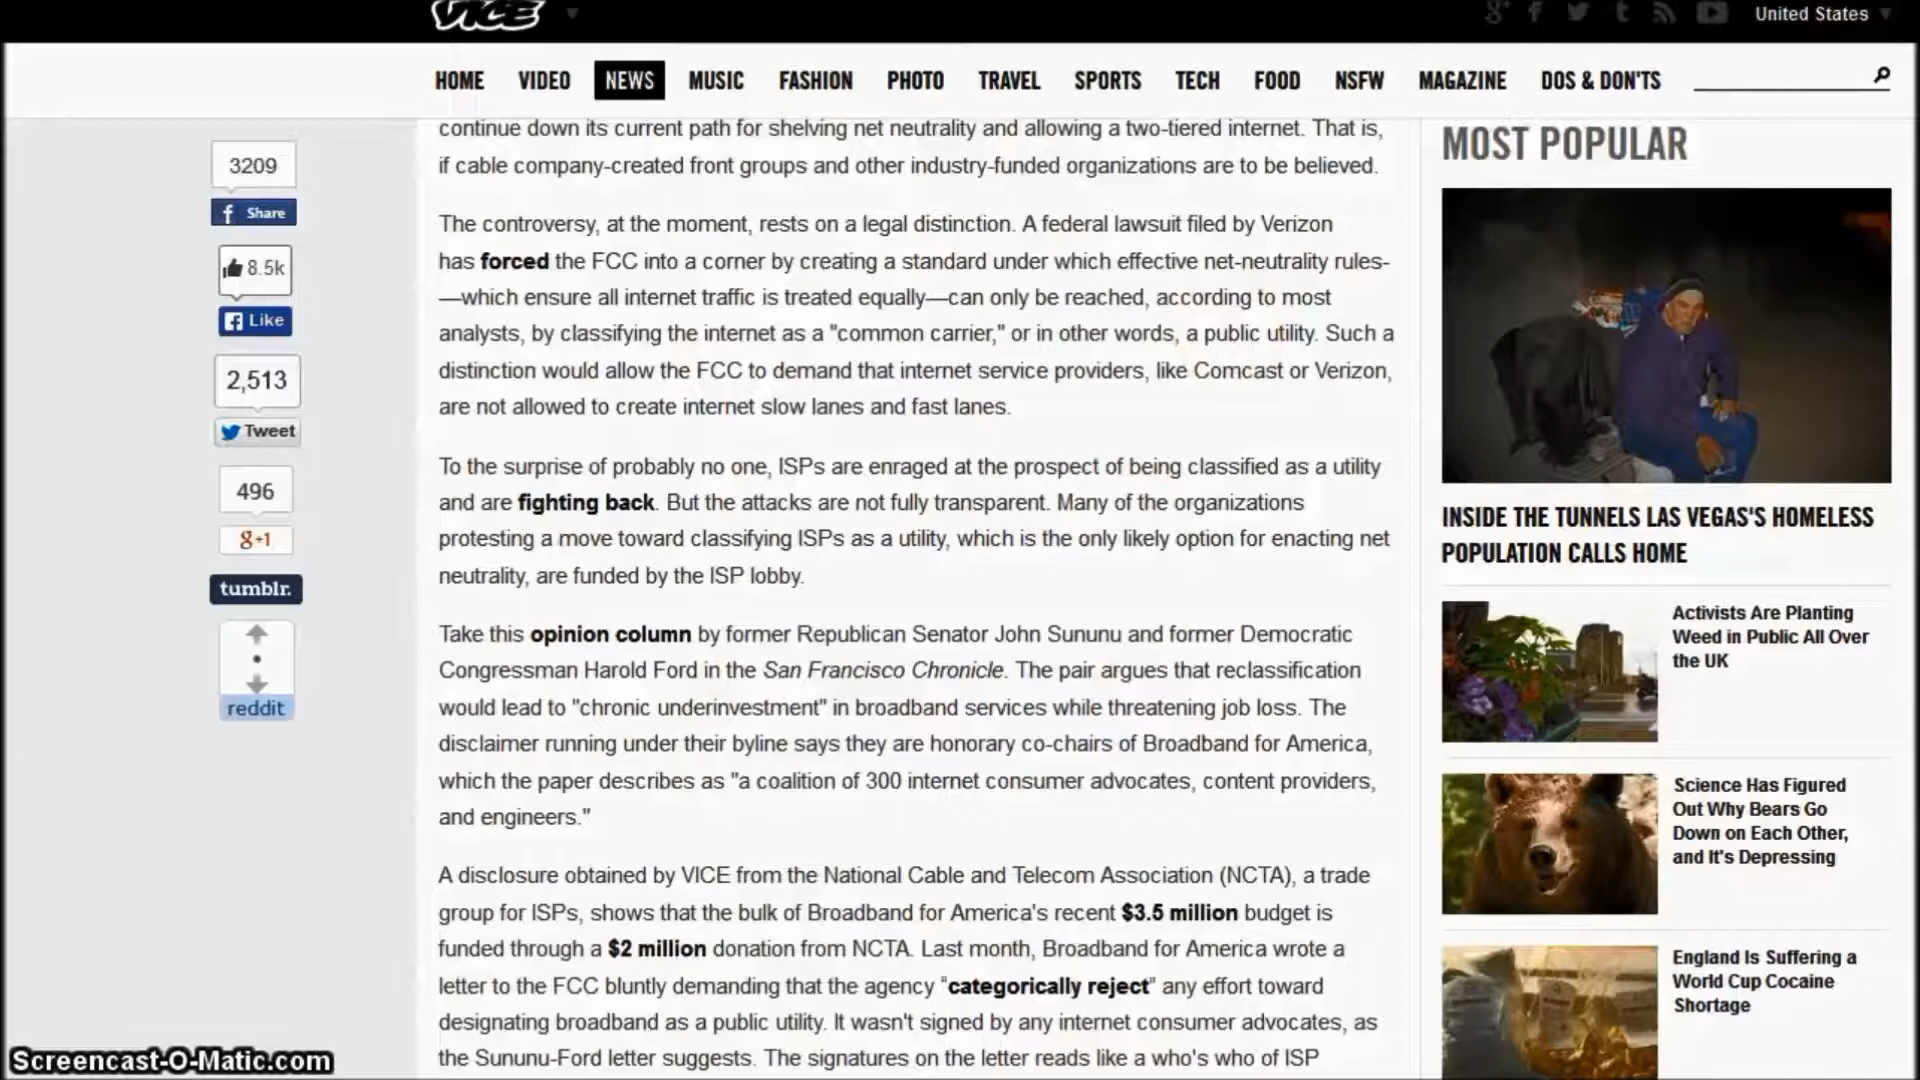 VICE
United States
HOME VIDEO NEWS MUSIC FASHION PHOTO TRAVEL SPORTS TECH FOOD NSFW MAGAZINE DOS & DON'TS
3209
f Share
8.5k
Like
2,513
Tweet
496
g+1
tumblr.
reddit
continue down its current path for shelving net neutrality and allowing a two-tiered internet. That is,
if cable company-created front groups and other industry-funded organizations are to be believed.
The controversy, at the moment, rests on a legal distinction. A federal lawsuit filed by Verizon
has forced the FCC into a corner by creating a standard under which effective net-neutrality rules-
—which ensure all internet traffic is treated equally—can only be reached, according to most
analysts, by classifying the internet as a "common carrier," or in other words, a public utility. Such a
distinction would allow the FCC to demand that internet service providers, like Comcast or Verizon,
are not allowed to create internet slow lanes and fast lanes.
To the surprise of probably no one, ISPs are enraged at the prospect of being classified as a utility
and are fighting back. But the attacks are not fully transparent. Many of the organizations
protesting a move toward classifying ISPs as a utility, which is the only likely option for enacting net
neutrality, are funded by the ISP lobby.
Take this opinion column by former Republican Senator John Sununu and former Democratic
Congressman Harold Ford in the San Francisco Chronicle. The pair argues that reclassification
would lead to "chronic underinvestment" in broadband services while threatening job loss. The
disclaimer running under their byline says they are honorary co-chairs of Broadband for America,
which the paper describes as "a coalition of 300 internet consumer advocates, content providers,
and engineers."
A disclosure obtained by VICE from the National Cable and Telecom Association (NCTA), a trade
group for ISPs, shows that the bulk of Broadband for America's recent $3.5 million budget is
funded through a $2 million donation from NCTA. Last month, Broadband for America wrote a
letter to the FCC bluntly demanding that the agency "categorically reject" any effort toward
designating broadband as a public utility. It wasn't signed by any internet consumer advocates, as
the Sununu-Ford letter suggests. The signatures on the letter reads like a who's who of ISP
MOST POPULAR
INSIDE THE TUNNELS LAS VEGAS'S HOMELESS
POPULATION CALLS HOME
Activists Are Planting
Weed in Public All Over
the UK
Science Has Figured
Out Why Bears Go
Down on Each Other,
and It's Depressing
England Is Suffering a
World Cup Cocaine
Shortage
Screencast-O-Matic.com